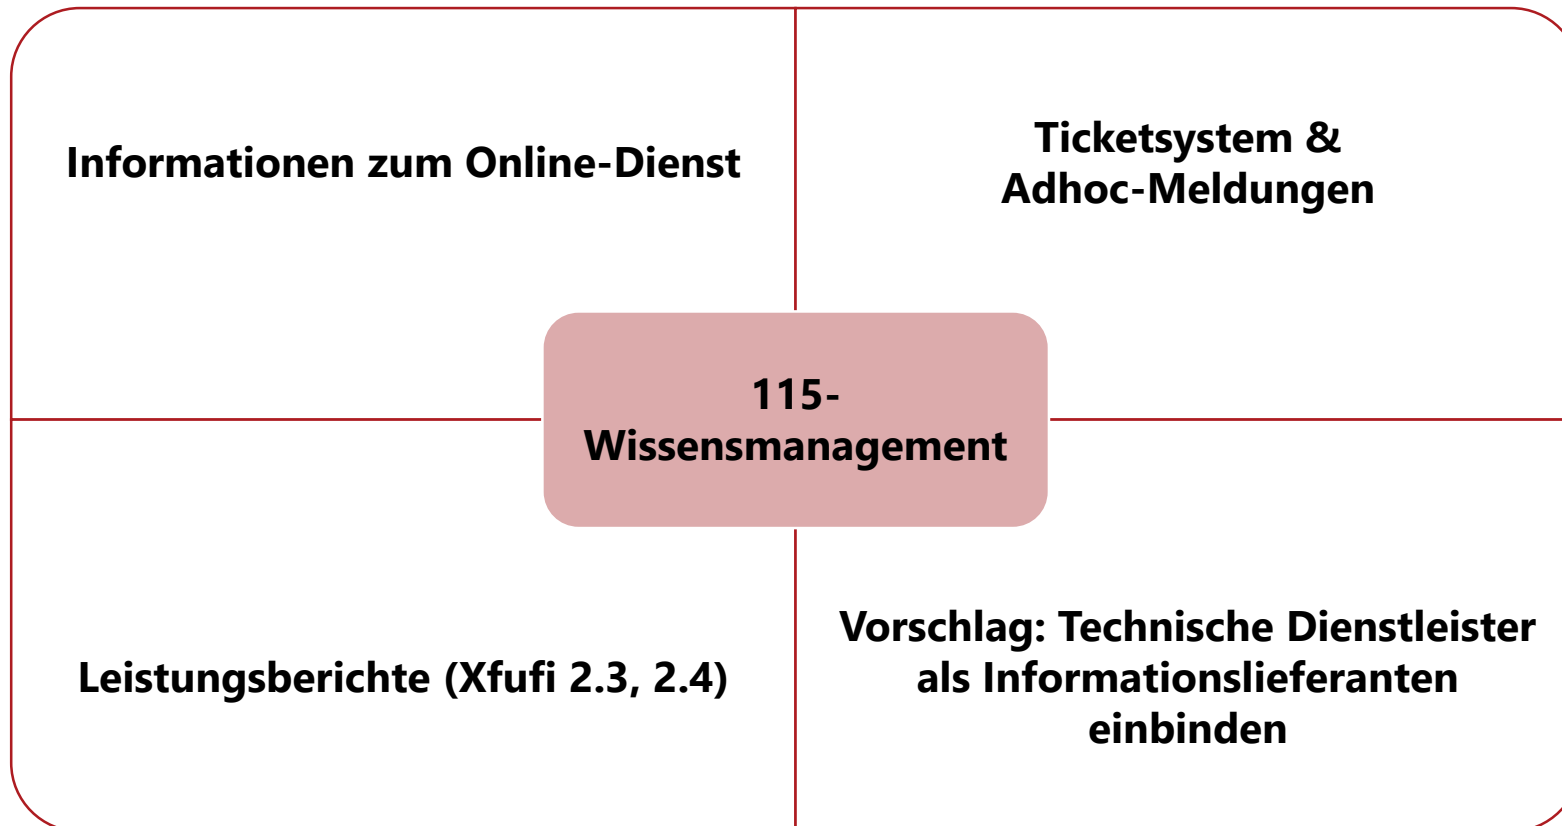 Informationen zum Online-Dienst
Ticketsystem &
Adhoc-Meldungen
115-
Wissensmanagement
Leistungsberichte (Xfufi 2.3, 2.4)
Vorschlag: Technische Dienstleister
als Informationslieferanten
einbinden